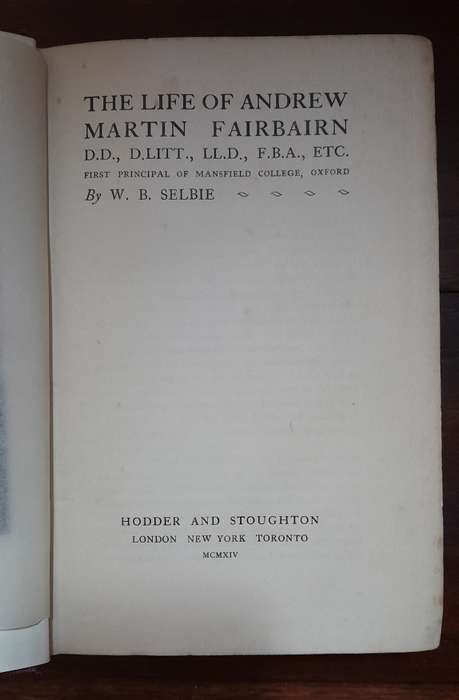 THE LIFE OF ANDREW
MARTIN FAIRBAIRN
D.D., D.LITT., LL.D., F.B.A., ETC.
FIRST PRINCIPAL OF MANSFIELD COLLEGE, OXFORD
By W. B. SELBIE
HODDER AND STOUGHTON
LONDON NEW YORK TORONTO
MCMXIV